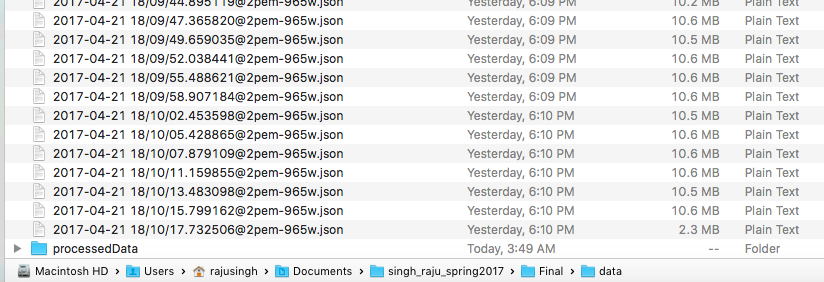 2017-04-21 18/09/44.895119@2pem-965w.json Yesterday, 6:09 PM 10.2 MB Plain Text
2017-04-21 18/09/47.365820@2pem-965w.json Yesterday, 6:09 PM 10.6 MB Plain Text
2017-04-21 18/09/49.659035@2pem-965w.json Yesterday, 6:09 PM 10.5 MB Plain Text
2017-04-21 18/09/52.038441@2pem-965w.json Yesterday, 6:09 PM 10.6 MB Plain Text
2017-04-21 18/09/55.488621@2pem-965w.json Yesterday, 6:09 PM 10.6 MB Plain Text
2017-04-21 18/09/58.907184@2pem-965w.json Yesterday, 6:09 PM 10.6 MB Plain Text
2017-04-21 18/10/02.453598@2pem-965w.json Yesterday, 6:10 PM 10.5 MB Plain Text
2017-04-21 18/10/05.428865@2pem-965w.json Yesterday, 6:10 PM 10.6 MB Plain Text
2017-04-21 18/10/07.879109@2pem-965w.json Yesterday, 6:10 PM 10.6 MB Plain Text
2017-04-21 18/10/11.159855@2pem-965w.json Yesterday, 6:10 PM 10.6 MB Plain Text
2017-04-21 18/10/13.483098@2pem-965w.json Yesterday, 6:10 PM 10.5 MB Plain Text
2017-04-21 18/10/15.799162@2pem-965w.json Yesterday, 6:10 PM 10.6 MB Plain Text
2017-04-21 18/10/17.732506@2pem-965w.json Yesterday, 6:10 PM 2.3 MB Plain Text
processedData Today, 3:49 AM -- Folder
Macintosh HD Users rajusingh Documents singh_raju_spring2017 Final data